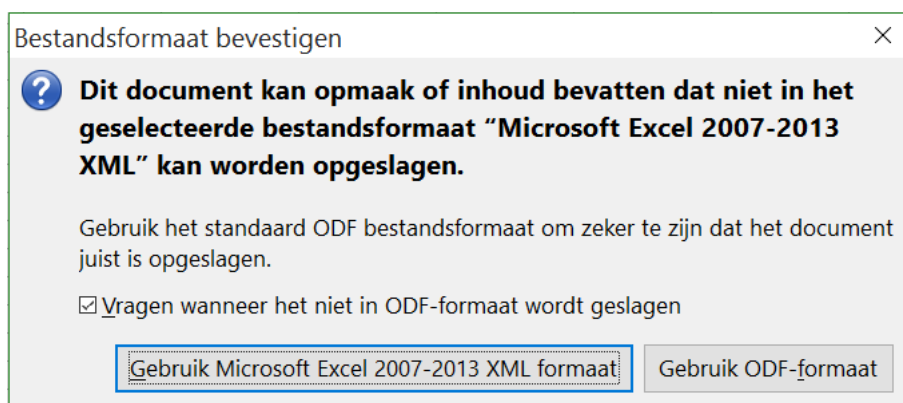 Bestandsformaat bevestigen
Dit document kan opmaak of inhoud bevatten dat niet in het
geselecteerde bestandsformaat “Microsoft Excel 2007-2013
XML” kan worden opgeslagen.
Gebruik het standaard ODF bestandsformaat om zeker te zijn dat het document
juist is opgeslagen.
Vragen wanneer het niet in ODF-formaat wordt geslagen
Gebruik Microsoft Excel 2007-2013 XML formaat Gebruik ODF-formaat